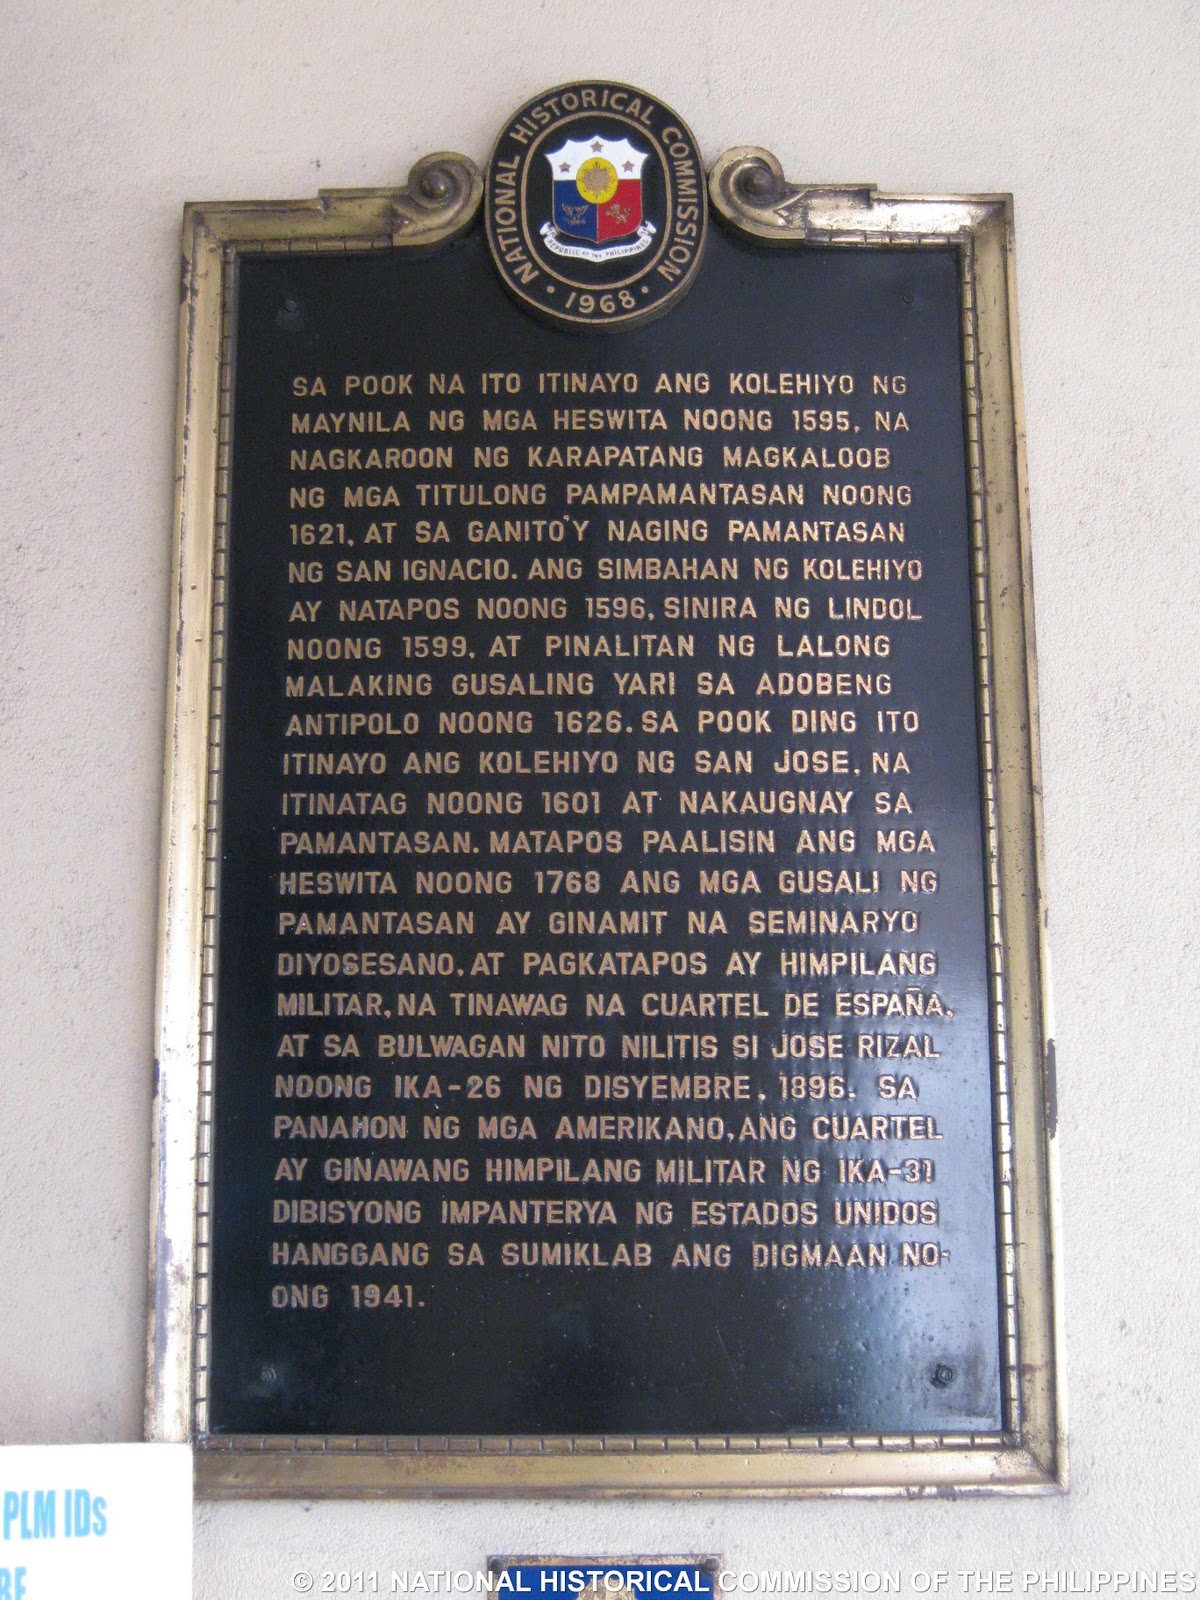 NATIONAL HISTORICAL COMMISSION
REPUBLIC OF THE PHILIPPINES
• 1968 •
SA POOK NA ITO ITINAYO ANG KOLEHIYO NG
MAYNILA NG MGA HESWITA NOONG 1595, NA
NAGKAROON NG KARAPATANG MAGKALOOB
NG MGA TITULONG PAMPAMANTASAN NOONG
1621, AT SA GANITO'Y NAGING PAMANTASAN
NG SAN IGNACIO. ANG SIMBAHAN NG KOLEHIYO
AY NATAPOS NOONG 1596, SINIRA NG LINDOL
NOONG 1599, AT PINALITAN NG LALONG
MALAKING GUSALING YARI SA ADOBENG
ANTIPOLO NOONG 1626. SA POOK DING ITO
ITINAYO ANG KOLEHIYO NG SAN JOSE, NA
ITINATAG NOONG 1601 AT NAKAUGNAY SA
PAMANTASAN. MATAPOS PAALISIN ANG MGA
HESWITA NOONG 1768 ANG MGA GUSALI NG
PAMANTASAN AY GINAMIT NA SEMINARYO
DIYOSESANO, AT PAGKATAPOS AY HIMPILANG
MILITAR, NA TINAWAG NA CUARTEL DE ESPAÑA,
AT SA BULWAGAN NITO NILITIS SI JOSE RIZAL
NOONG IKA-26 NG DISYEMBRE, 1896. SA
PANAHON NG MGA AMERIKANO, ANG CUARTEL
AY GINAWANG HIMPILANG MILITAR NG IKA-31
DIBISYONG IMPANTERYA NG ESTADOS UNIDOS
HANGGANG SA SUMIKLAB ANG DIGMAAN NO-
ONG 1941.
PLM IDs
RE
© 2011 NATIONAL HISTORICAL COMMISSION OF THE PHILIPPINES